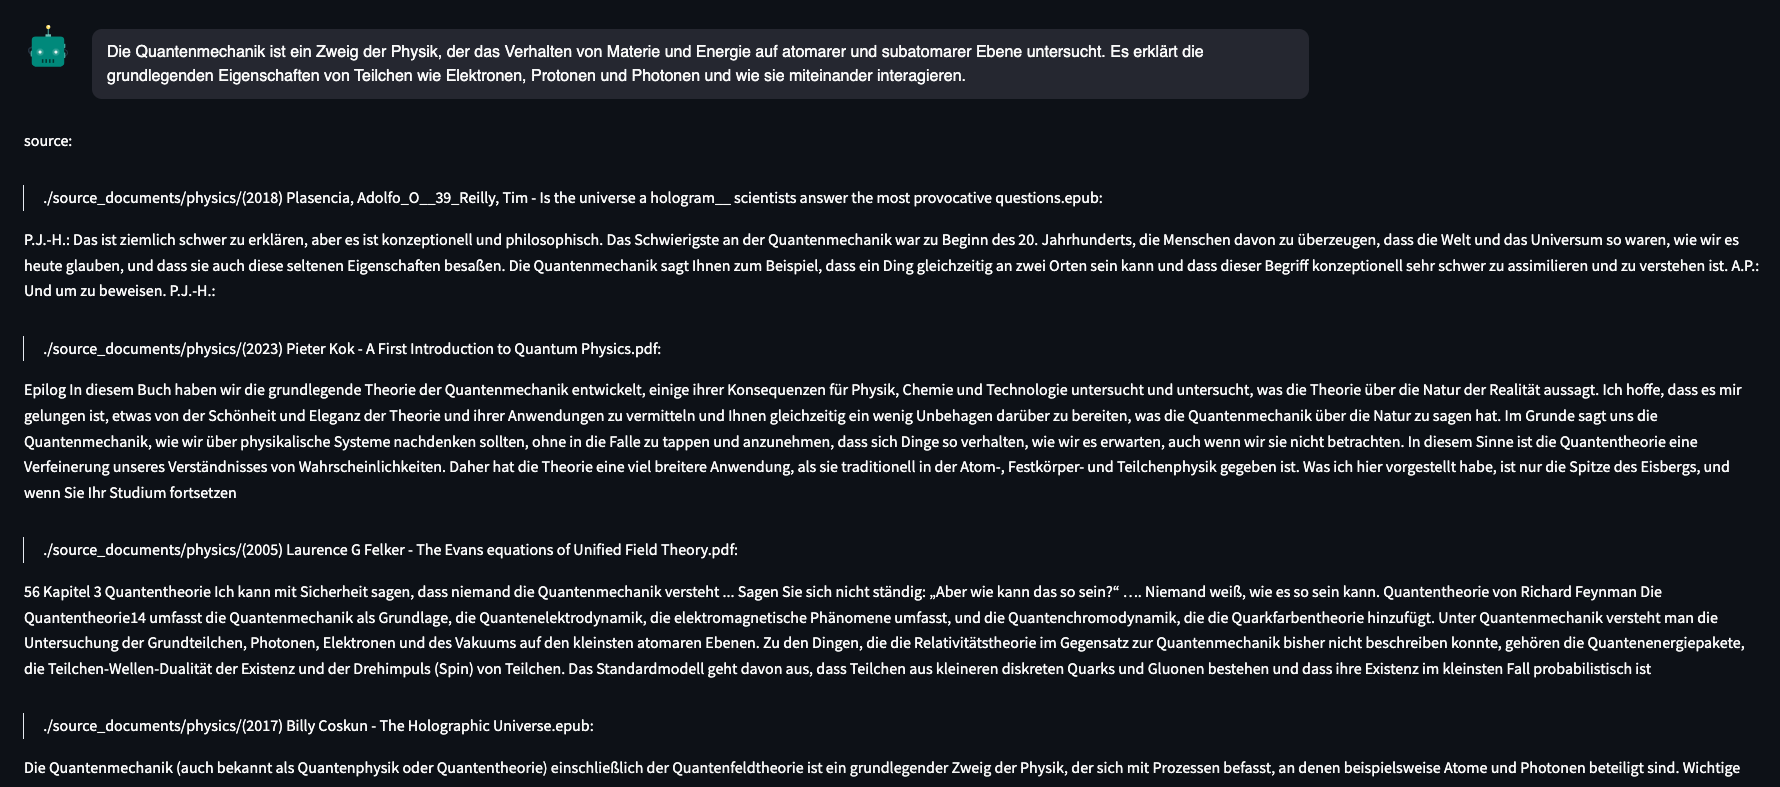 Die Quantenmechanik ist ein Zweig der Physik, der das Verhalten von Materie und Energie auf atomarer und subatomarer Ebene untersucht. Es erklärt die
grundlegenden Eigenschaften von Teilchen wie Elektronen, Protonen und Photonen und wie sie miteinander interagieren.
source:
./source_documents/physics/(2018) Plasencia, Adolfo_O__39_Reilly, Tim - Is the universe a hologram__ scientists answer the most provocative questions.epub:
P.J.-H.: Das ist ziemlich schwer zu erklären, aber es ist konzeptionell und philosophisch. Das Schwierigste an der Quantenmechanik war zu Beginn des 20. Jahrhunderts, die Menschen davon zu überzeugen, dass die Welt und das Universum so waren, wie wir es
heute glauben, und dass sie auch diese seltenen Eigenschaften besaßen. Die Quantenmechanik sagt Ihnen zum Beispiel, dass ein Ding gleichzeitig an zwei Orten sein kann und dass dieser Begriff konzeptionell sehr schwer zu assimilieren und zu verstehen ist. A.P.:
Und um zu beweisen. P.J.-H.:
./source_documents/physics/(2023) Pieter Kok - A First Introduction to Quantum Physics.pdf:
Epilog In diesem Buch haben wir die grundlegende Theorie der Quantenmechanik entwickelt, einige ihrer Konsequenzen für Physik, Chemie und Technologie untersucht und untersucht, was die Theorie über die Natur der Realität aussagt. Ich hoffe, dass es mir
gelungen ist, etwas von der Schönheit und Eleganz der Theorie und ihrer Anwendungen zu vermitteln und Ihnen gleichzeitig ein wenig Unbehagen darüber zu bereiten, was die Quantenmechanik über die Natur zu sagen hat. Im Grunde sagt uns die
Quantenmechanik, wie wir über physikalische Systeme nachdenken sollten, ohne in die Falle zu tappen und anzunehmen, dass sich Dinge so verhalten, wie wir es erwarten, auch wenn wir sie nicht betrachten. In diesem Sinne ist die Quantentheorie eine
Verfeinerung unseres Verständnisses von Wahrscheinlichkeiten. Daher hat die Theorie eine viel breitere Anwendung, als sie traditionell in der Atom-, Festkörper- und Teilchenphysik gegeben ist. Was ich hier vorgestellt habe, ist nur die Spitze des Eisbergs, und
wenn Sie Ihr Studium fortsetzen
./source_documents/physics/(2005) Laurence G Felker - The Evans equations of Unified Field Theory.pdf:
56 Kapitel 3 Quantentheorie Ich kann mit Sicherheit sagen, dass niemand die Quantenmechanik versteht ... Sagen Sie sich nicht ständig: „Aber wie kann das so sein?“ …. Niemand weiß, wie es so sein kann. Quantentheorie von Richard Feynman Die
Quantentheorie14 umfasst die Quantenmechanik als Grundlage, die Quantenelektrodynamik, die elektromagnetische Phänomene umfasst, und die Quantenchromodynamik, die die Quarkfarbentheorie hinzufügt. Unter Quantenmechanik versteht man die
Untersuchung der Grundteilchen, Photonen, Elektronen und des Vakuums auf den kleinsten atomaren Ebenen. Zu den Dingen, die die Relativitätstheorie im Gegensatz zur Quantenmechanik bisher nicht beschreiben konnte, gehören die Quantenenergiepakete,
die Teilchen-Wellen-Dualität der Existenz und der Drehimpuls (Spin) von Teilchen. Das Standardmodell geht davon aus, dass Teilchen aus kleineren diskreten Quarks und Gluonen bestehen und dass ihre Existenz im kleinsten Fall probabilistisch ist
./source_documents/physics/(2017) Billy Coskun - The Holographic Universe.epub:
Die Quantenmechanik (auch bekannt als Quantenphysik oder Quantentheorie) einschließlich der Quantenfeldtheorie ist ein grundlegender Zweig der Physik, der sich mit Prozessen befasst, an denen beispielsweise Atome und Photonen beteiligt sind. Wichtige